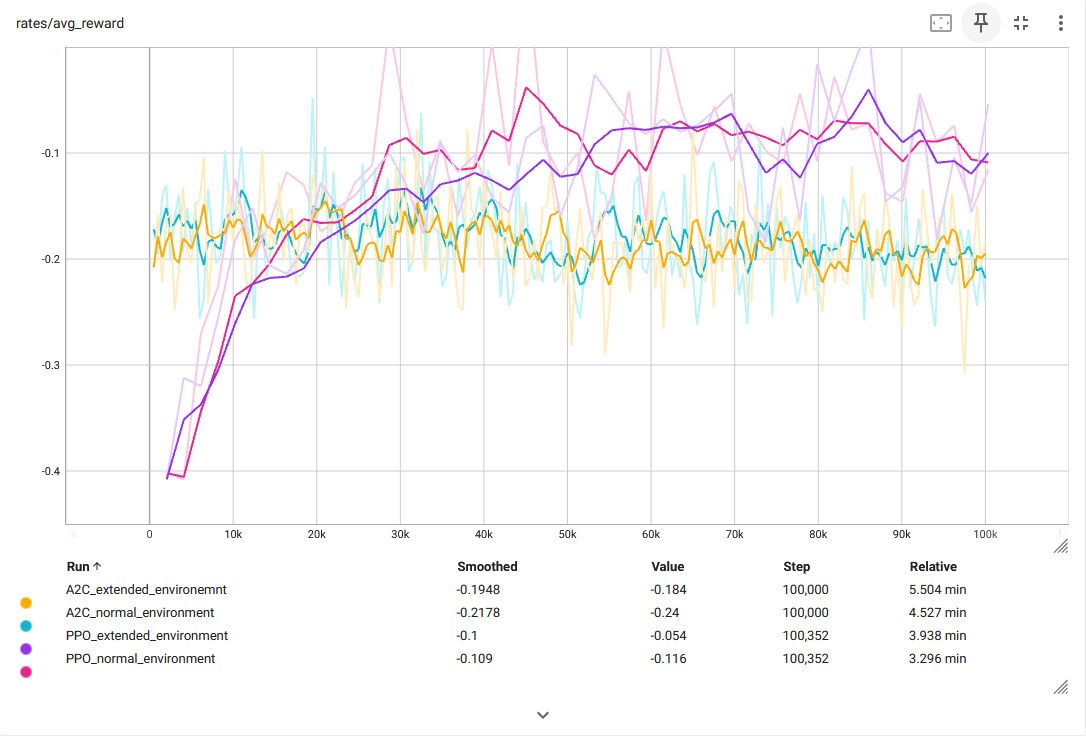 rates/avg_reward
-0.1
-0.2
-0.3
-0.4
0 10k 20k 30k 40k 50k 60k 70k 80k 90k 100k
Run ↑ Smoothed Value Step Relative
A2C_extended_environemnt -0.1948 -0.184 100,000 5.504 min
A2C_normal_environment -0.2178 -0.24 100,000 4.527 min
PPO_extended_environment -0.1 -0.054 100,352 3.938 min
PPO_normal_environment -0.109 -0.116 100,352 3.296 min